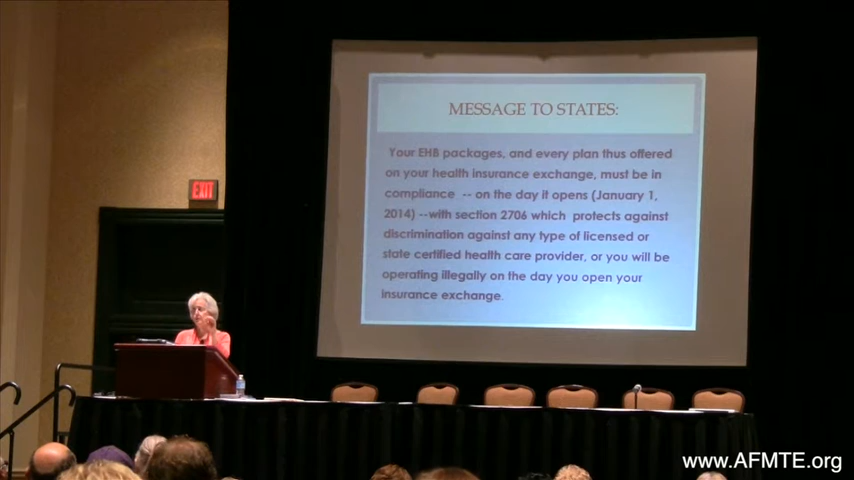 MESSAGE TO STATES:
Your EHB packages, and every plan thus offered
on your health insurance exchange, must be in
compliance -- on the day it opens (January 1,
2014) --with section 2706 which protects against
discrimination against any type of licensed or
state certified health care provider, or you will be
operating illegally on the day you open your
insurance exchange.
EXIT
www.AFMTE.org